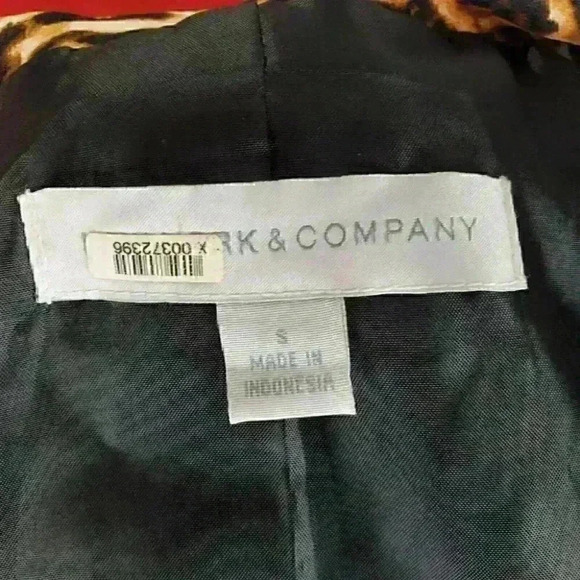 RK & COMPANY
X 00372396
S
MADE IN
INDONESIA